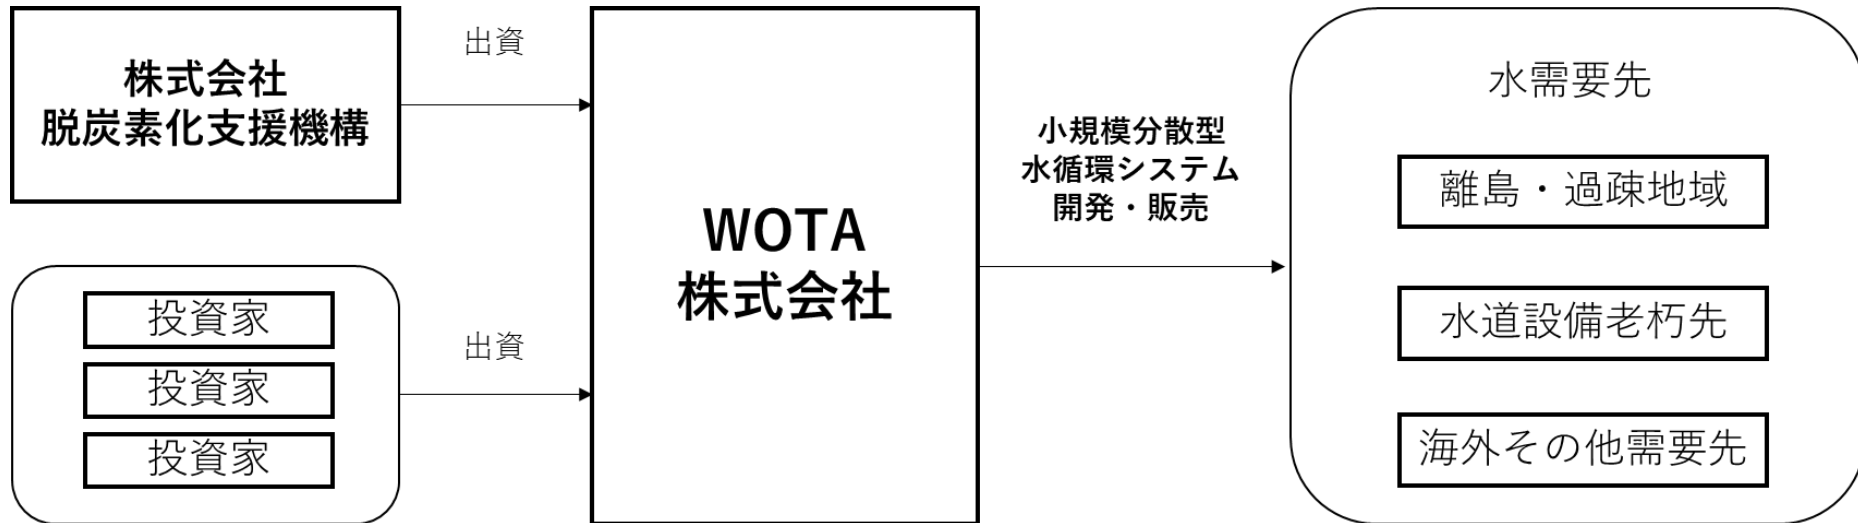 株式会社
脱炭素化支援機構
出資
投資家
投資家
投資家
出資
WOTA
株式会社
小規模分散型
水循環システム
開発・販売
水需要先
離島・過疎地域
水道設備老朽先
海外その他需要先